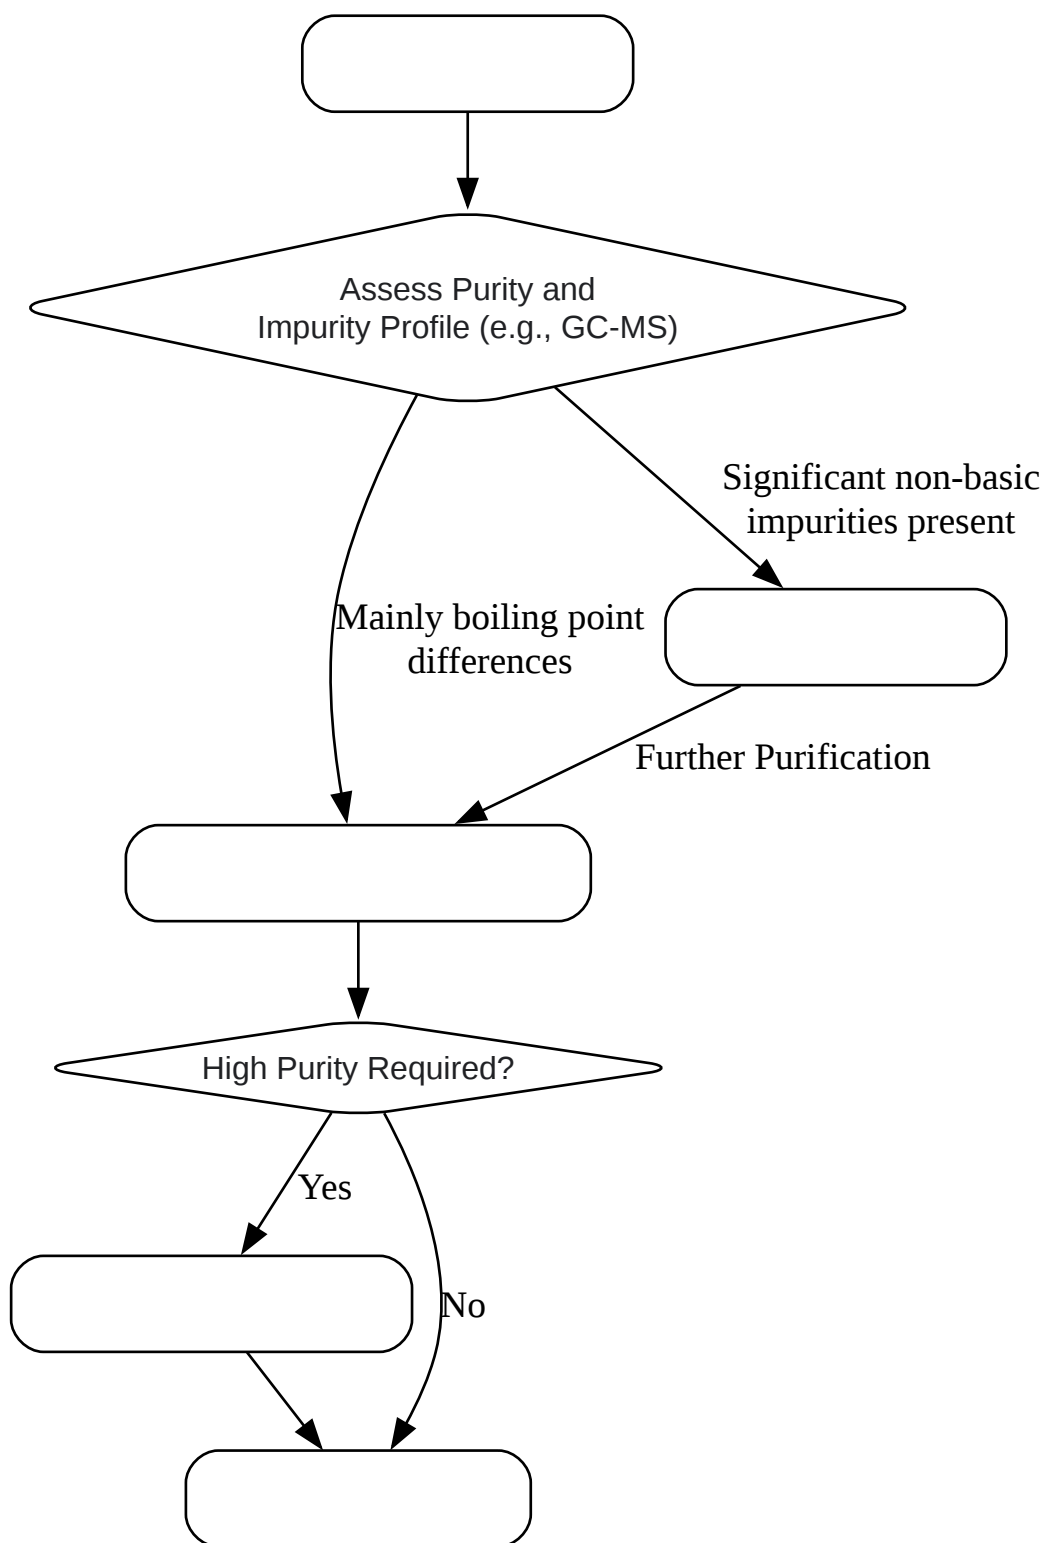 Assess Purity and
Impurity Profile (e.g., GC-MS)
Significant non-basic
impurities present
Mainly boiling point
differences
Further Purification
High Purity Required?
Yes
No